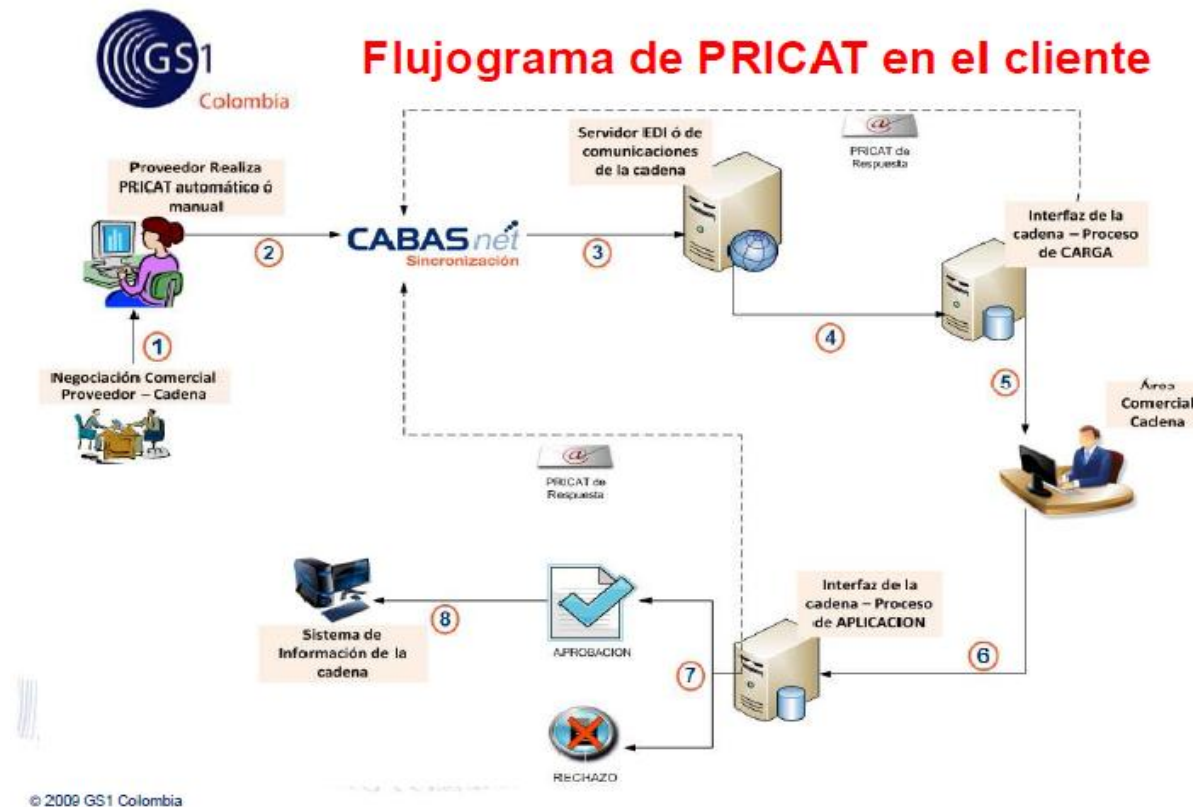 GS1
Colombia
Flujograma de PRICAT en el cliente
Proveedor Realiza
PRICAT automático ó
manual
2
CABASnet
Sincronización
3
Servidor EDI ó de
comunicaciones
de la cadena
PRICAT de
Respuesta
Interfaz de la
cadena – Proceso
de CARGA
4
1
Negociación Comercial
Proveedor – Cadena
5
Área
Comercial
Cadena
PRICAT de
Respuesta
Interfaz de la
cadena – Proceso
de APLICACION
6
7
APROBACION
8
Sistema de
Información de la
cadena
RECHAZO
© 2009 GS1 Colombia